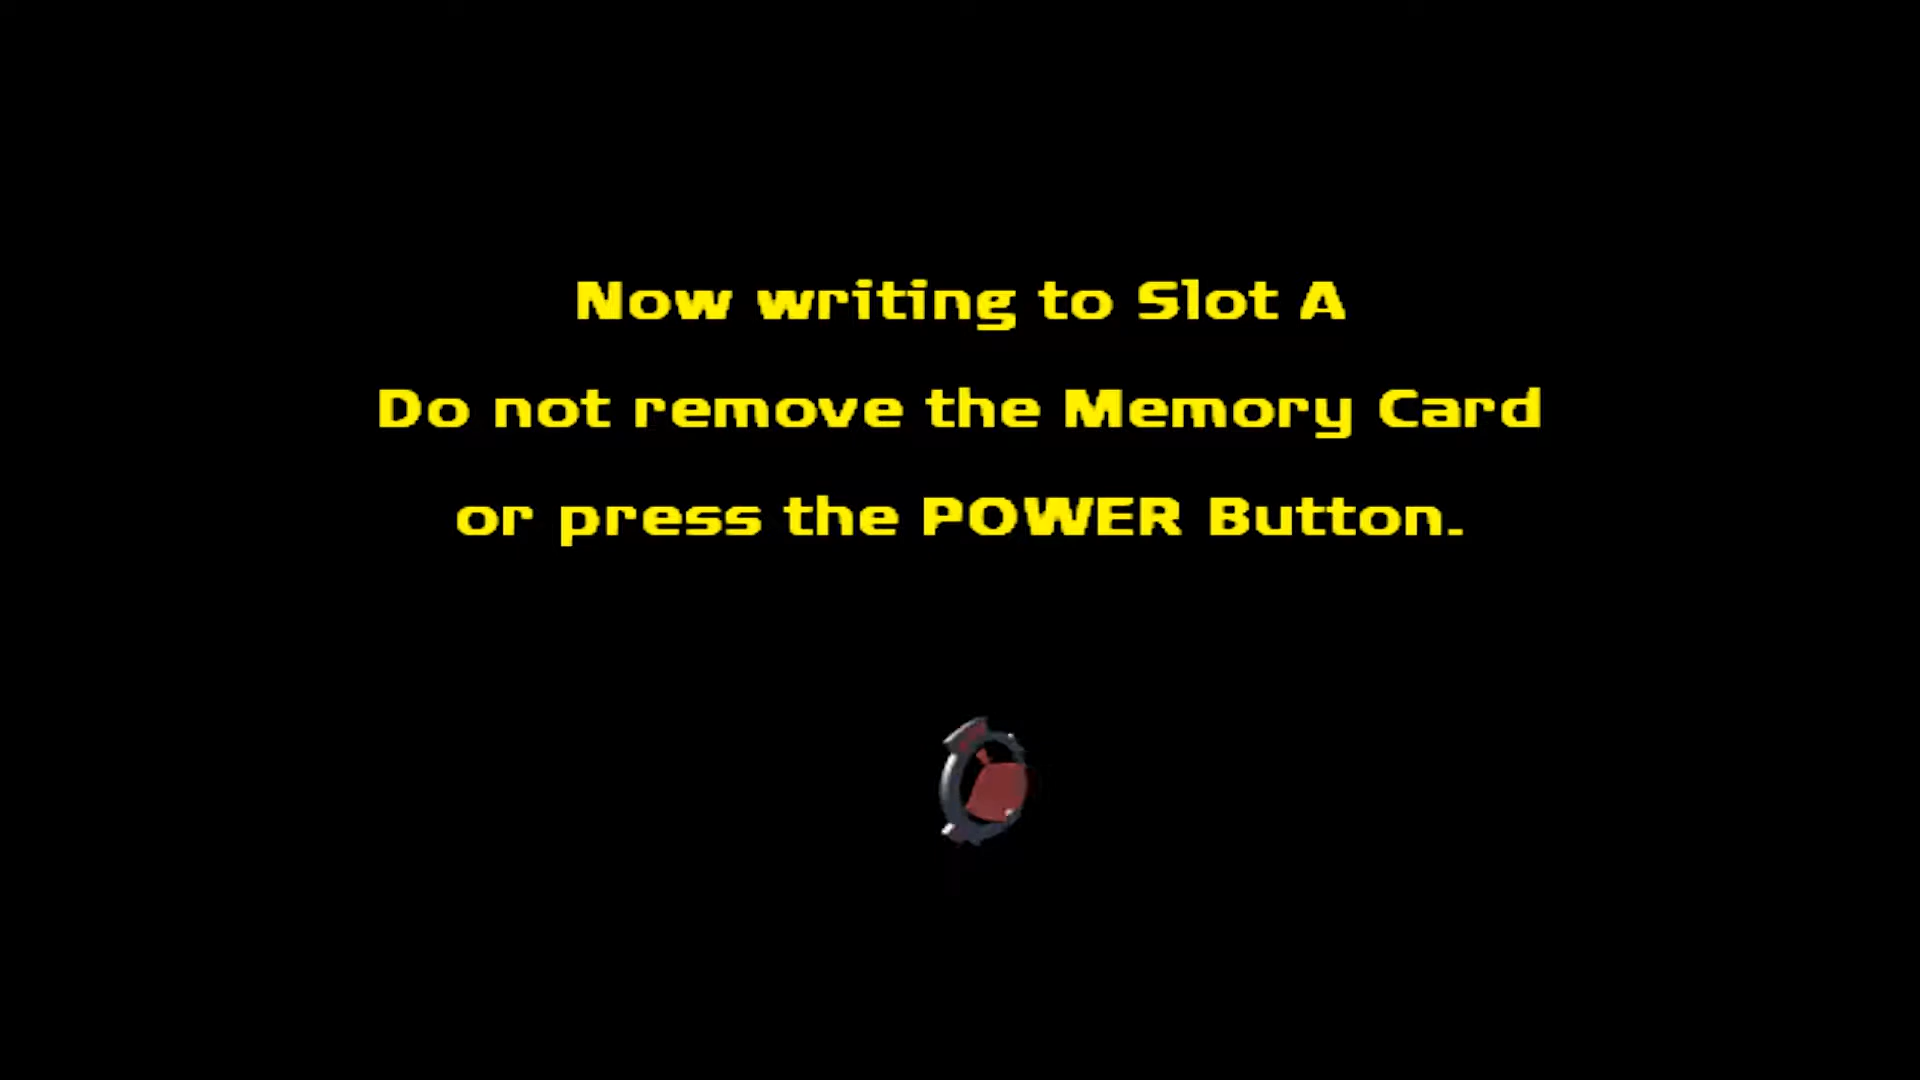 Now writing to Slot A
Do not remove the Memory Card
or press the POWER Button.